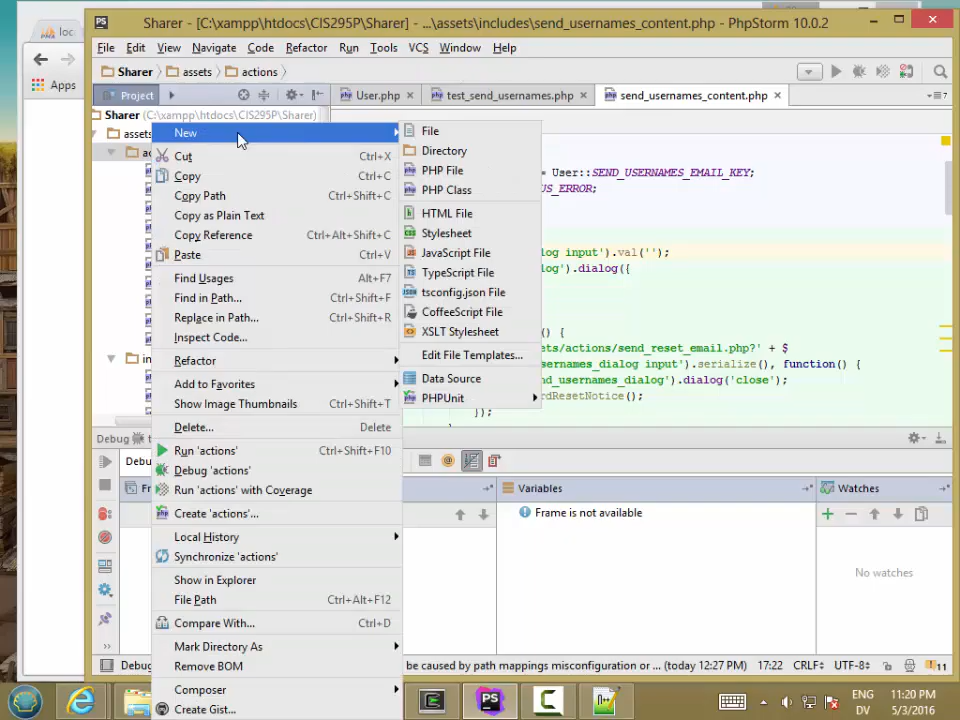 Sharer - [C:\xampp\htdocs\CIS295P\Sharer] - ...\assets\includes\send_usernames_content.php - PhpStorm 10.0.2
loc
File Edit View Navigate Code Refactor Run Tools VCS Window Help
Apps
Sharer assets actions
Project User.php test_send_usernames.php send_usernames_content.php 7
Sharer (C:\xampp\htdocs\CIS295P\Sharer)
assets
New
Cut Ctrl+X
Copy Ctrl+C
Copy Path Ctrl+Shift+C
Copy as Plain Text
Copy Reference Ctrl+Alt+Shift+C
Paste Ctrl+V
Find Usages Alt+F7
Find in Path... Ctrl+Shift+F
Replace in Path... Ctrl+Shift+R
Inspect Code...
Refactor
Add to Favorites
Show Image Thumbnails Ctrl+Shift+T
Delete... Delete
Run 'actions' Ctrl+Shift+F10
Debug 'actions'
Run 'actions' with Coverage
Create 'actions'...
Local History
Synchronize 'actions'
Show in Explorer
File Path Ctrl+Alt+F12
Compare With... Ctrl+D
Mark Directory As
Remove BOM
Composer
Create Gist...
File
Directory
PHP File
PHP Class
HTML File
Stylesheet
JavaScript File
TypeScript File
tsconfig.json File
CoffeeScript File
XSLT Stylesheet
Edit File Templates...
Data Source
PHPUnit
= User::SEND_USERNAMES_EMAIL_KEY;
US_ERROR;
log input').val('');
log').dialog({
() {
ets/actions/send_reset_email.php?' + $
mes_dialog input').serialize(), function() {
nd_usernames_dialog').dialog('close');
rdResetNotice();
});
Debug
Debu
Fr
Variables
Watches
Frame is not available
No watches
Debug be caused by path mappings misconfiguration or ... (today 12:27 PM) 17:22 CRLF UTF-8 11
ENG
DV
11:20 PM
5/3/2016